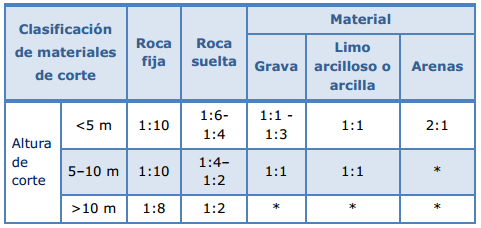 Clasificación
de materiales
de corte
Roca
fija
Roca
suelta
Material
Grava
Limo
arcilloso o
arcilla
Arenas
Altura
de
corte
<5 m
1:10
1:6-
1:4
1:1 -
1:3
1:1
2:1
5–10 m
1:10
1:4–
1:2
1:1
1:1
*
>10 m
1:8
1:2
*
*
*